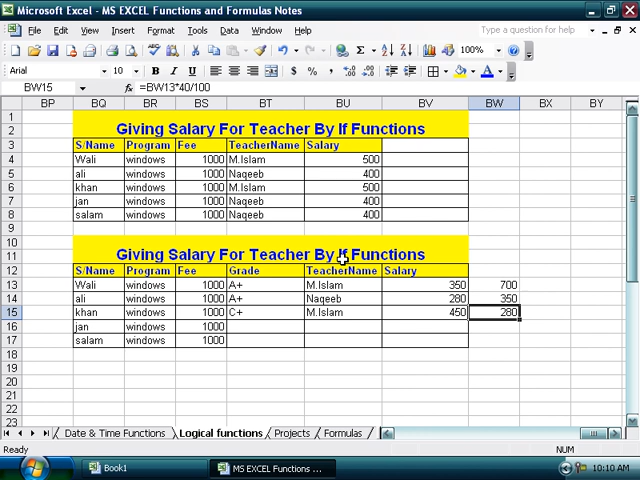 Microsoft Excel - MS EXCEL Functions and Formulas Notes
File Edit View Insert Format Tools Data Window Help Type a question for help
100%
Arial 10 B I U $ % ,
BW15 fx =BW13*40/100
BP BQ BR BS BT BU BV BW BX BY
1
2 Giving Salary For Teacher By If Functions
3 S/Name Program Fee TeacherName Salary
4 Wali windows 1000 M.Islam 500
5 ali windows 1000 Naqeeb 400
6 khan windows 1000 M.Islam 500
7 jan windows 1000 Naqeeb 400
8 salam windows 1000 Naqeeb 400
9
10
11 Giving Salary For Teacher By If Functions
12 S/Name Program Fee Grade TeacherName Salary
13 Wali windows 1000 A+ M.Islam 350 700
14 ali windows 1000 A+ Naqeeb 280 350
15 khan windows 1000 C+ M.Islam 450 280
16 jan windows 1000
17 salam windows 1000
18
19
20
21
22
23
Date & Time Functions Logical functions Projects Formulas
Ready NUM
Book1 MS EXCEL Functions ... 10:10 AM